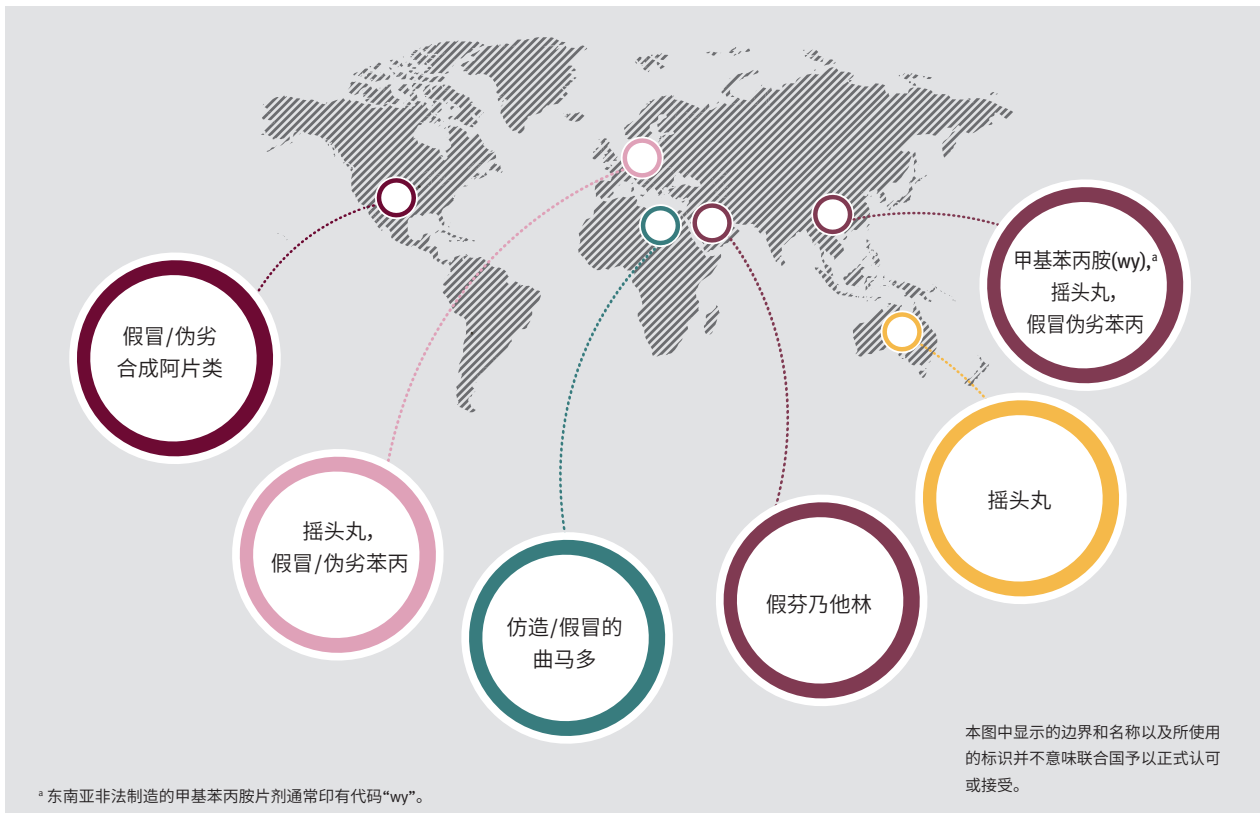 假冒/伪劣
合成阿片类
摇头丸，
假冒/伪劣苯丙
仿造/假冒的
曲马多
假芬乃他林
摇头丸
甲基苯丙胺(wy),ᵃ
摇头丸，
假冒伪劣苯丙
本图中显示的边界和名称以及所使用
的标识并不意味联合国予以正式认可
或接受。
ᵃ 东南亚非法制造的甲基苯丙胺片剂通常印有代码“wy”。